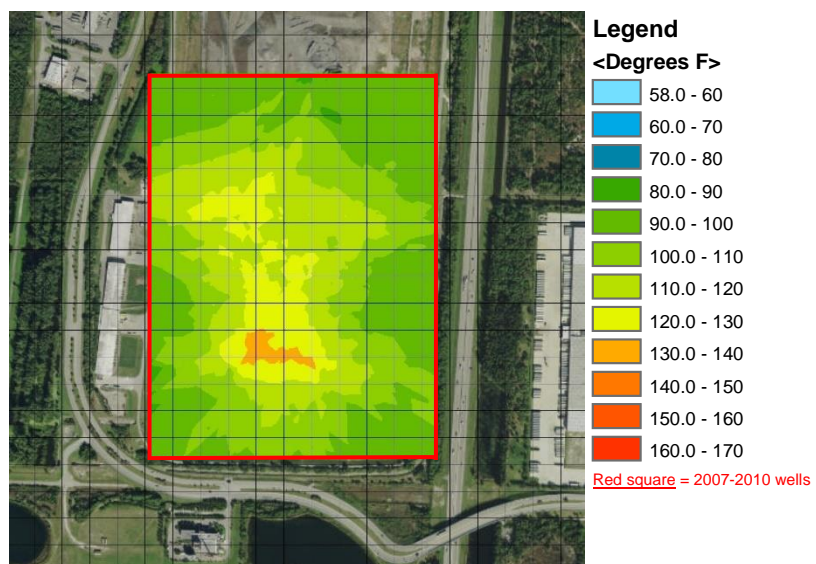 Legend
<Degrees F>
58.0 - 60
60.0 - 70
70.0 - 80
80.0 - 90
90.0 - 100
100.0 - 110
110.0 - 120
120.0 - 130
130.0 - 140
140.0 - 150
150.0 - 160
160.0 - 170
Red square = 2007-2010 wells